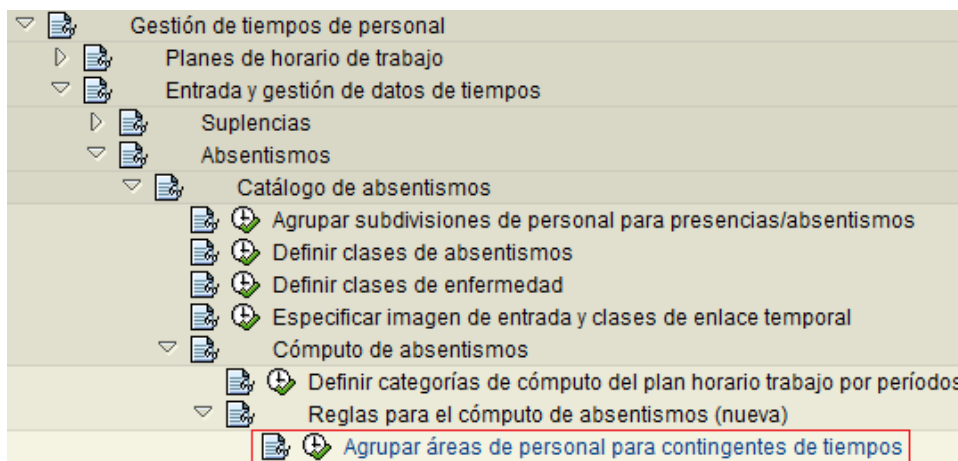 Gestión de tiempos de personal
Planes de horario de trabajo
Entrada y gestión de datos de tiempos
Suplencias
Absentismos
Catálogo de absentismos
Agrupar subdivisiones de personal para presencias/absentismos
Definir clases de absentismos
Definir clases de enfermedad
Especificar imagen de entrada y clases de enlace temporal
Cómputo de absentismos
Definir categorías de cómputo del plan horario trabajo por períodos
Reglas para el cómputo de absentismos (nueva)
Agrupar áreas de personal para contingentes de tiempos